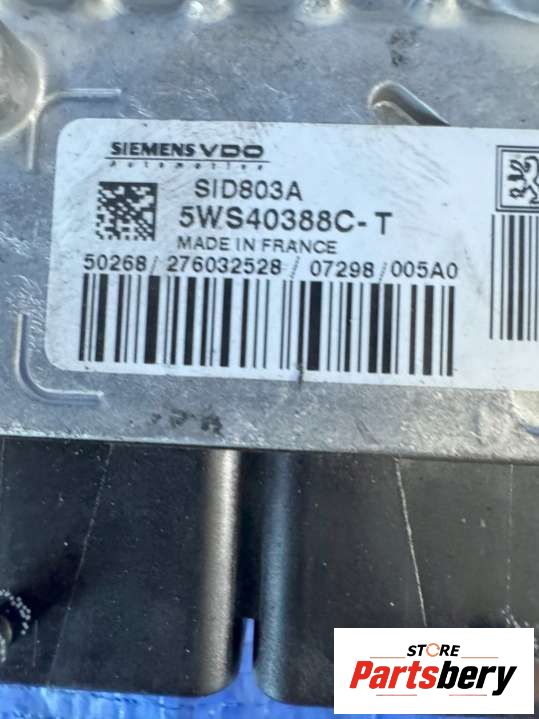 SIEMENS VDO
Automotive
SID803A
5WS40388C-T
MADE IN FRANCE
50268/276032528/07298/005A0
STORE
Partsbery